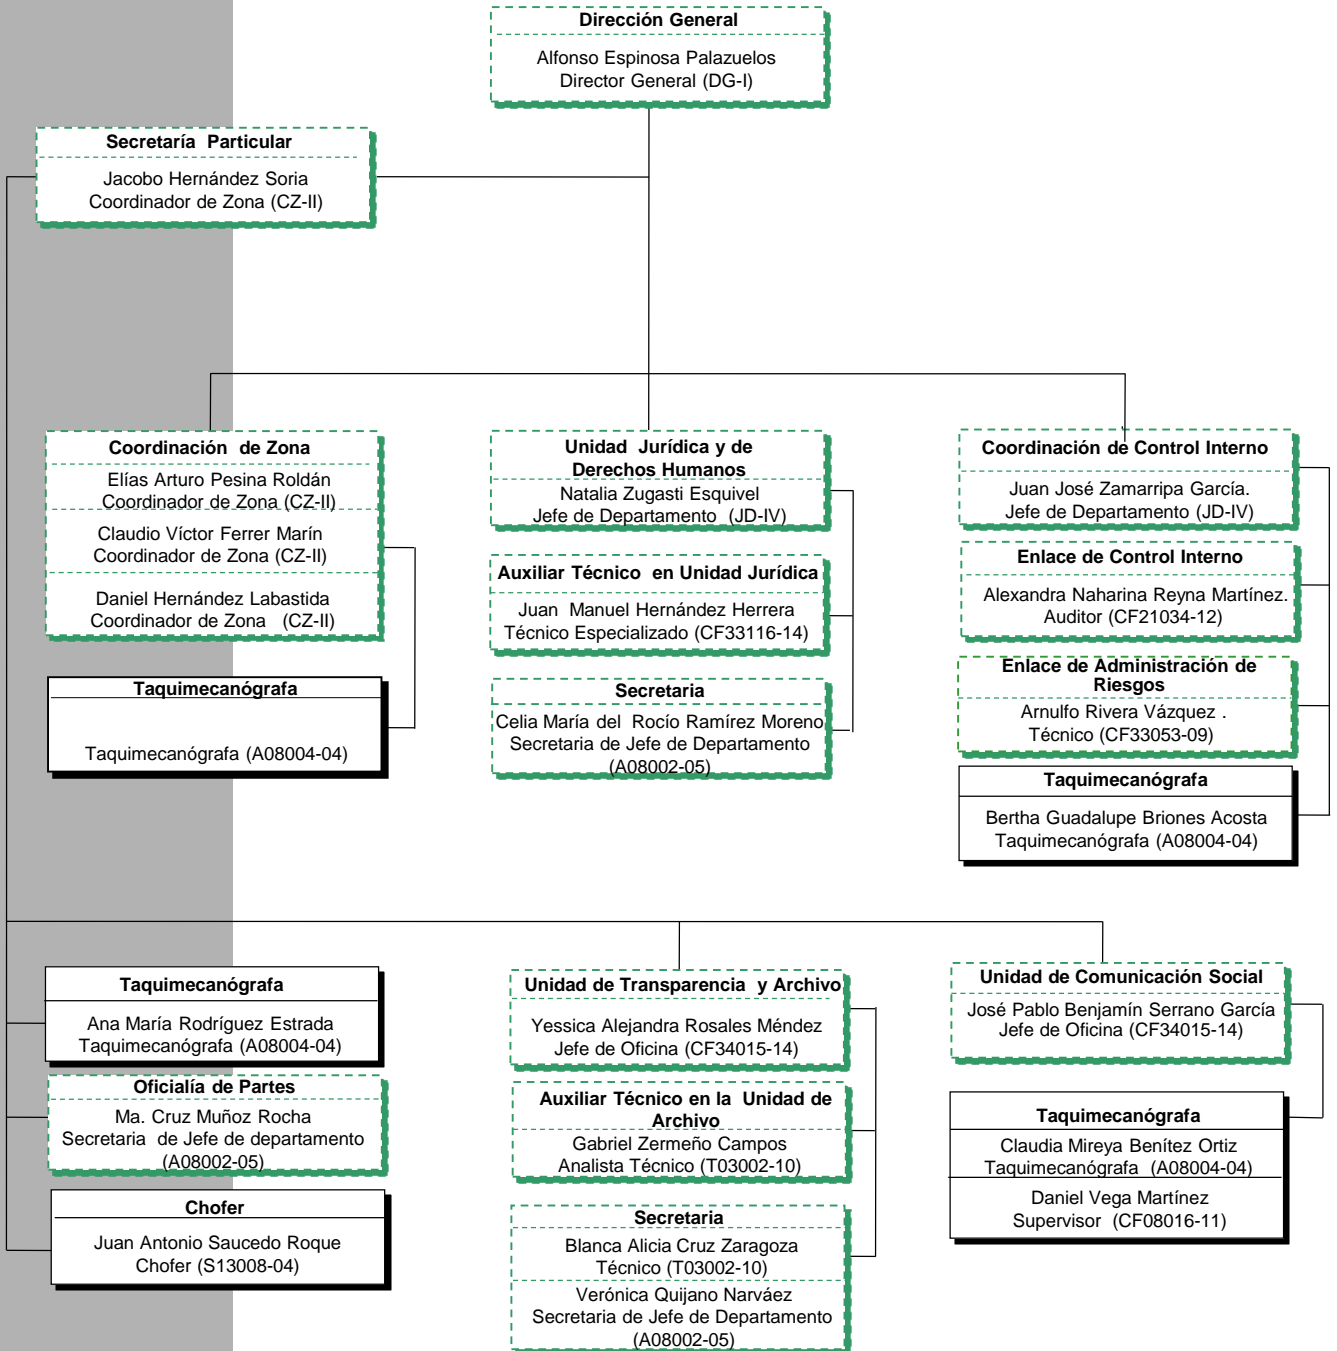 Dirección General
Alfonso Espinosa Palazuelos
Director General (DG-I)
Secretaría Particular
Jacobo Hernández Soria
Coordinador de Zona (CZ-II)
Coordinación de Zona
Elías Arturo Pesina Roldán
Coordinador de Zona (CZ-II)
Claudio Víctor Ferrer Marín
Coordinador de Zona (CZ-II)
Daniel Hernández Labastida
Coordinador de Zona (CZ-II)
Taquimecanógrafa
Taquimecanógrafa (A08004-04)
Unidad Jurídica y de
Derechos Humanos
Natalia Zugasti Esquivel
Jefe de Departamento (JD-IV)
Auxiliar Técnico en Unidad Jurídica
Juan Manuel Hernández Herrera
Técnico Especializado (CF33116-14)
Secretaria
Celia María del Rocío Ramírez Moreno
Secretaria de Jefe de Departamento
(A08002-05)
Coordinación de Control Interno
Juan José Zamarripa García.
Jefe de Departamento (JD-IV)
Enlace de Control Interno
Alexandra Naharina Reyna Martínez.
Auditor (CF21034-12)
Enlace de Administración de
Riesgos
Arnulfo Rivera Vázquez .
Técnico (CF33053-09)
Taquimecanógrafa
Bertha Guadalupe Briones Acosta
Taquimecanógrafa (A08004-04)
Taquimecanógrafa
Ana María Rodríguez Estrada
Taquimecanógrafa (A08004-04)
Oficialía de Partes
Ma. Cruz Muñoz Rocha
Secretaria de Jefe de departamento
(A08002-05)
Chofer
Juan Antonio Saucedo Roque
Chofer (S13008-04)
Unidad de Transparencia y Archivo
Yessica Alejandra Rosales Méndez
Jefe de Oficina (CF34015-14)
Auxiliar Técnico en la Unidad de
Archivo
Gabriel Zermeño Campos
Analista Técnico (T03002-10)
Secretaria
Blanca Alicia Cruz Zaragoza
Técnico (T03002-10)
Verónica Quijano Narváez
Secretaria de Jefe de Departamento
(A08002-05)
Unidad de Comunicación Social
José Pablo Benjamín Serrano García
Jefe de Oficina (CF34015-14)
Taquimecanógrafa
Claudia Mireya Benítez Ortiz
Taquimecanógrafa (A08004-04)
Daniel Vega Martínez
Supervisor (CF08016-11)